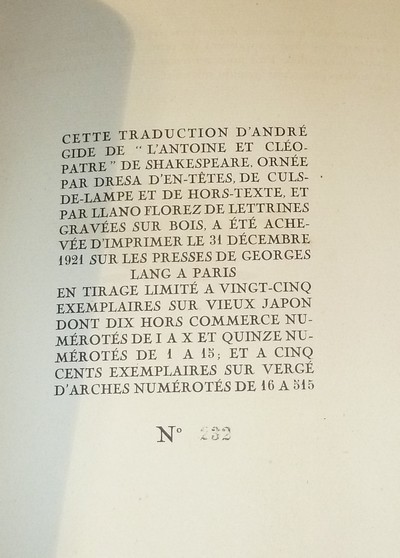 CETTE TRADUCTION D'ANDRÉ
GIDE DE " L'ANTOINE ET CLÉO-
PATRE " DE SHAKESPEARE, ORNÉE
PAR DRESA D'EN-TÊTES, DE CULS-
DE-LAMPE ET DE HORS-TEXTE, ET
PAR LLANO FLOREZ DE LETTRINES
GRAVÉES SUR BOIS, A ÉTÉ ACHE-
VÉE D'IMPRIMER LE 31 DÉCEMBRE
1921 SUR LES PRESSES DE GEORGES
LANG A PARIS
EN TIRAGE LIMITÉ A VINGT-CINQ
EXEMPLAIRES SUR VIEUX JAPON
DONT DIX HORS COMMERCE NU-
MÉROTÉS DE I A X ET QUINZE NU-
MÉROTÉS DE 1 A 15; ET A CINQ
CENTS EXEMPLAIRES SUR VERGÉ
D'ARCHES NUMÉROTÉS DE 16 A 515
Nº 232